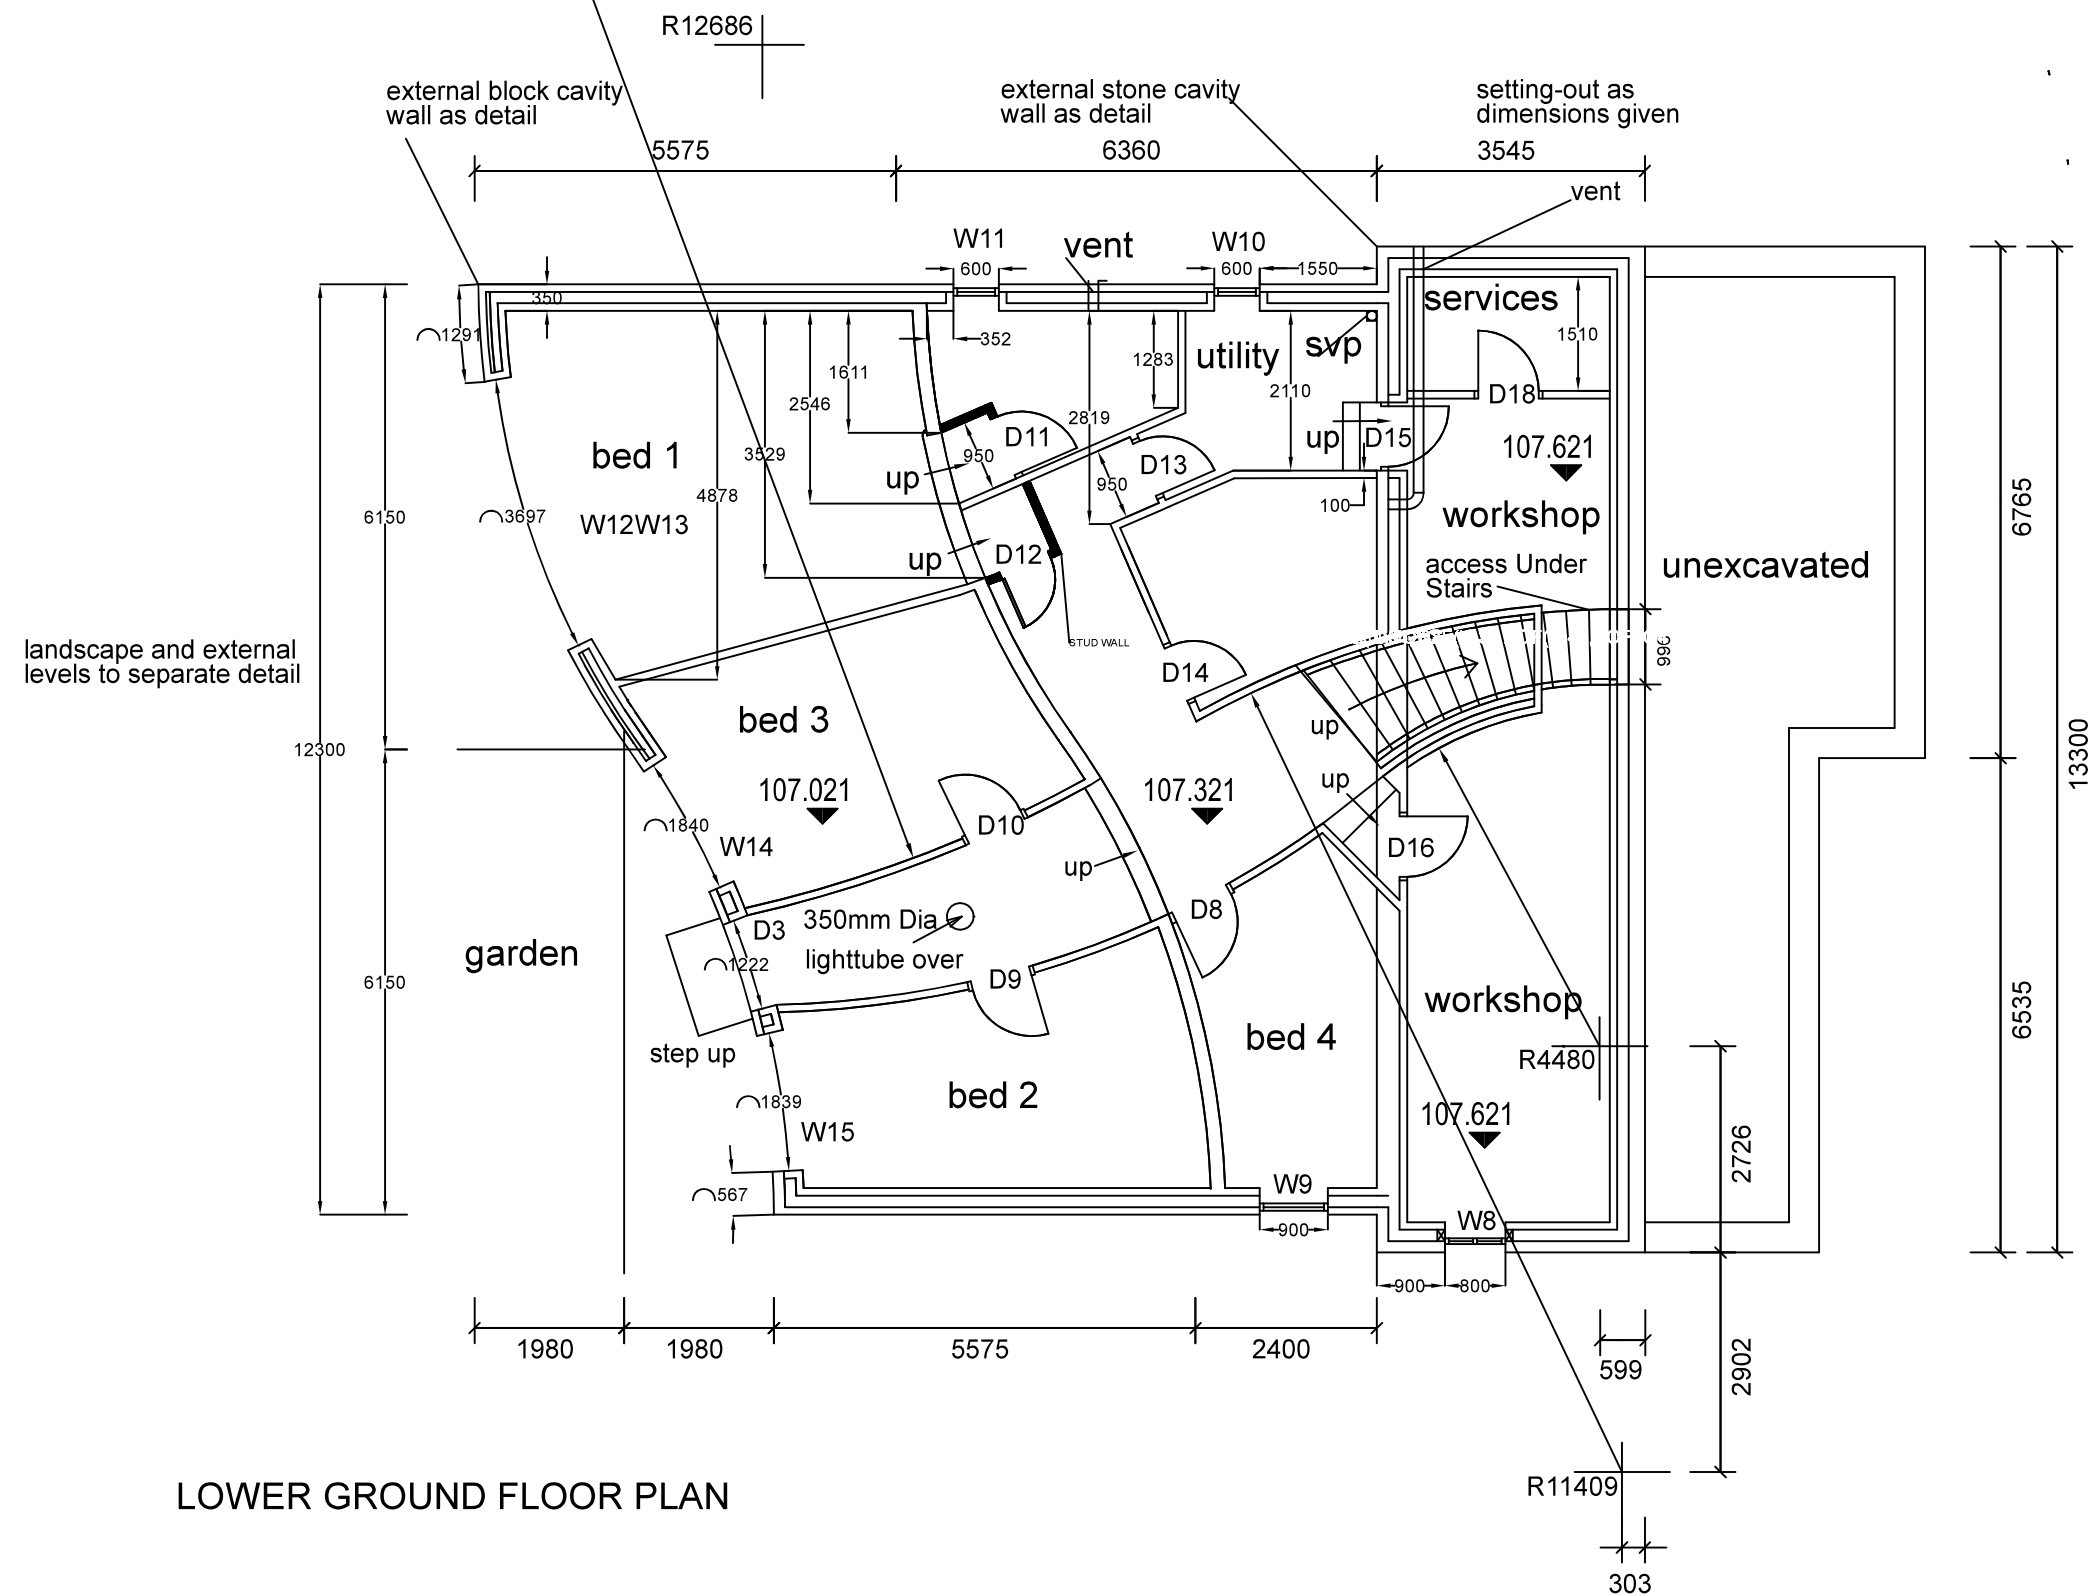 R12686
external block cavity
wall as detail
external stone cavity
wall as detail
setting-out as
dimensions given
5575
6360
3545
vent
W11
vent
W10
600
600
1550
350
services
1291
352
svp
1510
1283
utility
1611
2110
2546
2819
D18
D11
D15
up
bed 1
3529
950
107.621
D13
up
4878
950
100
6150
3697
W12W13
workshop
6765
up
D12
access Under
Stairs
unexcavated
STUD WALL
996
landscape and external
levels to separate detail
D14
bed 3
up
12300
13300
107.021
107.321
up
1840
D10
W14
D16
up
350mm Dia
D3
D8
lighttube over
garden
1222
D9
6150
workshop
6535
step up
bed 4
R4480
bed 2
1839
107.621
W15
2726
W9
567
W8
900
900
800
1980
1980
5575
2400
599
2902
LOWER GROUND FLOOR PLAN
R11409
303